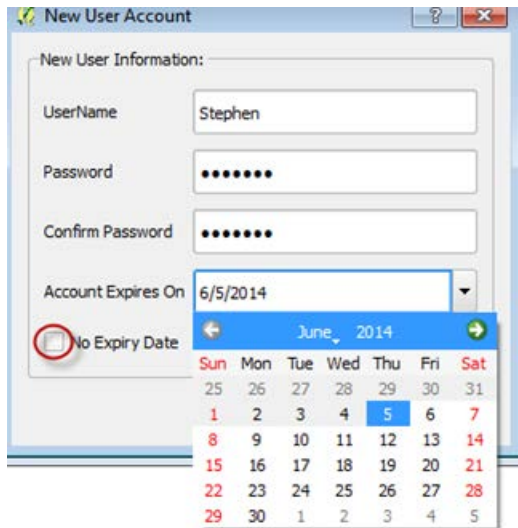 New User Account
New User Information:
UserName Stephen
Password •••••••
Confirm Password •••••••
Account Expires On 6/5/2014
No Expiry Date
June, 2014
Sun Mon Tue Wed Thu Fri Sat
25 26 27 28 29 30 31
1 2 3 4 5 6 7
8 9 10 11 12 13 14
15 16 17 18 19 20 21
22 23 24 25 26 27 28
29 30 1 2 3 4 5